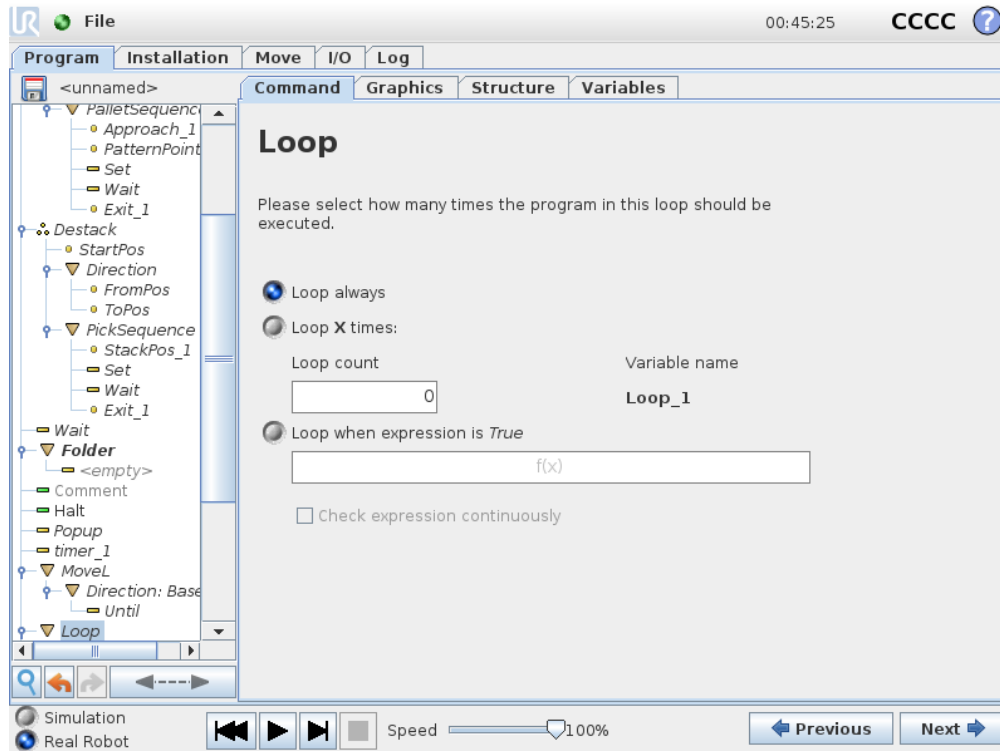 UR File 00:45:25 CCCC ?
Program Installation Move I/O Log
<unnamed> Command Graphics Structure Variables
PalletSequenc
Approach_1
PatternPoint
Set
Wait
Exit_1
Destack
StartPos
Direction
FromPos
ToPos
PickSequence
StackPos_1
Set
Wait
Exit_1
Wait
Folder
<empty>
Comment
Halt
Popup
timer_1
MoveL
Direction: Base
Until
Loop
Loop
Please select how many times the program in this loop should be
executed.
Loop always
Loop X times:
Loop count Variable name
0 Loop_1
Loop when expression is True
f(x)
Check expression continuously
Simulation
Real Robot
Speed 100%
Previous Next